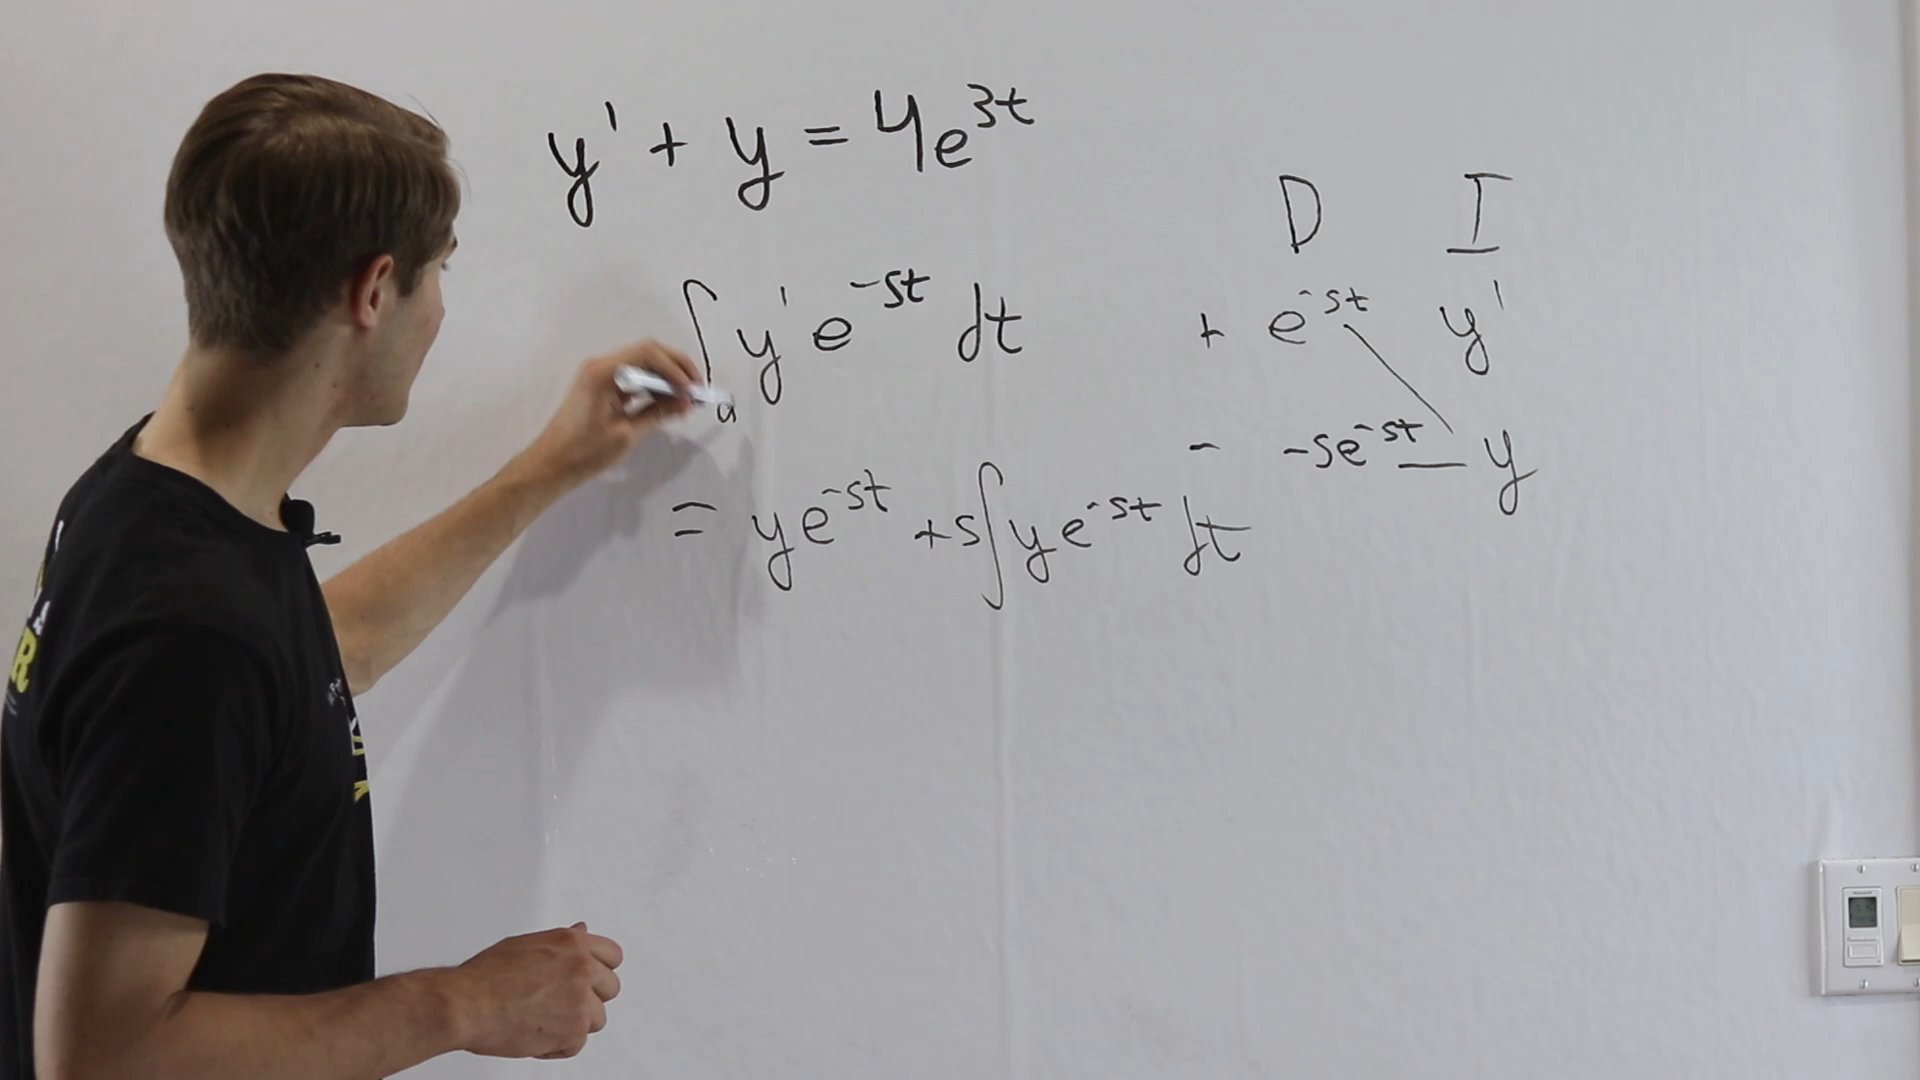 y' + y = 4e^{3t}
∫ y' e^{-st} dt
= ye^{-st} + s∫ye^{-st} dt
D I
+ e^{-st} y'
- -se^{-st} y